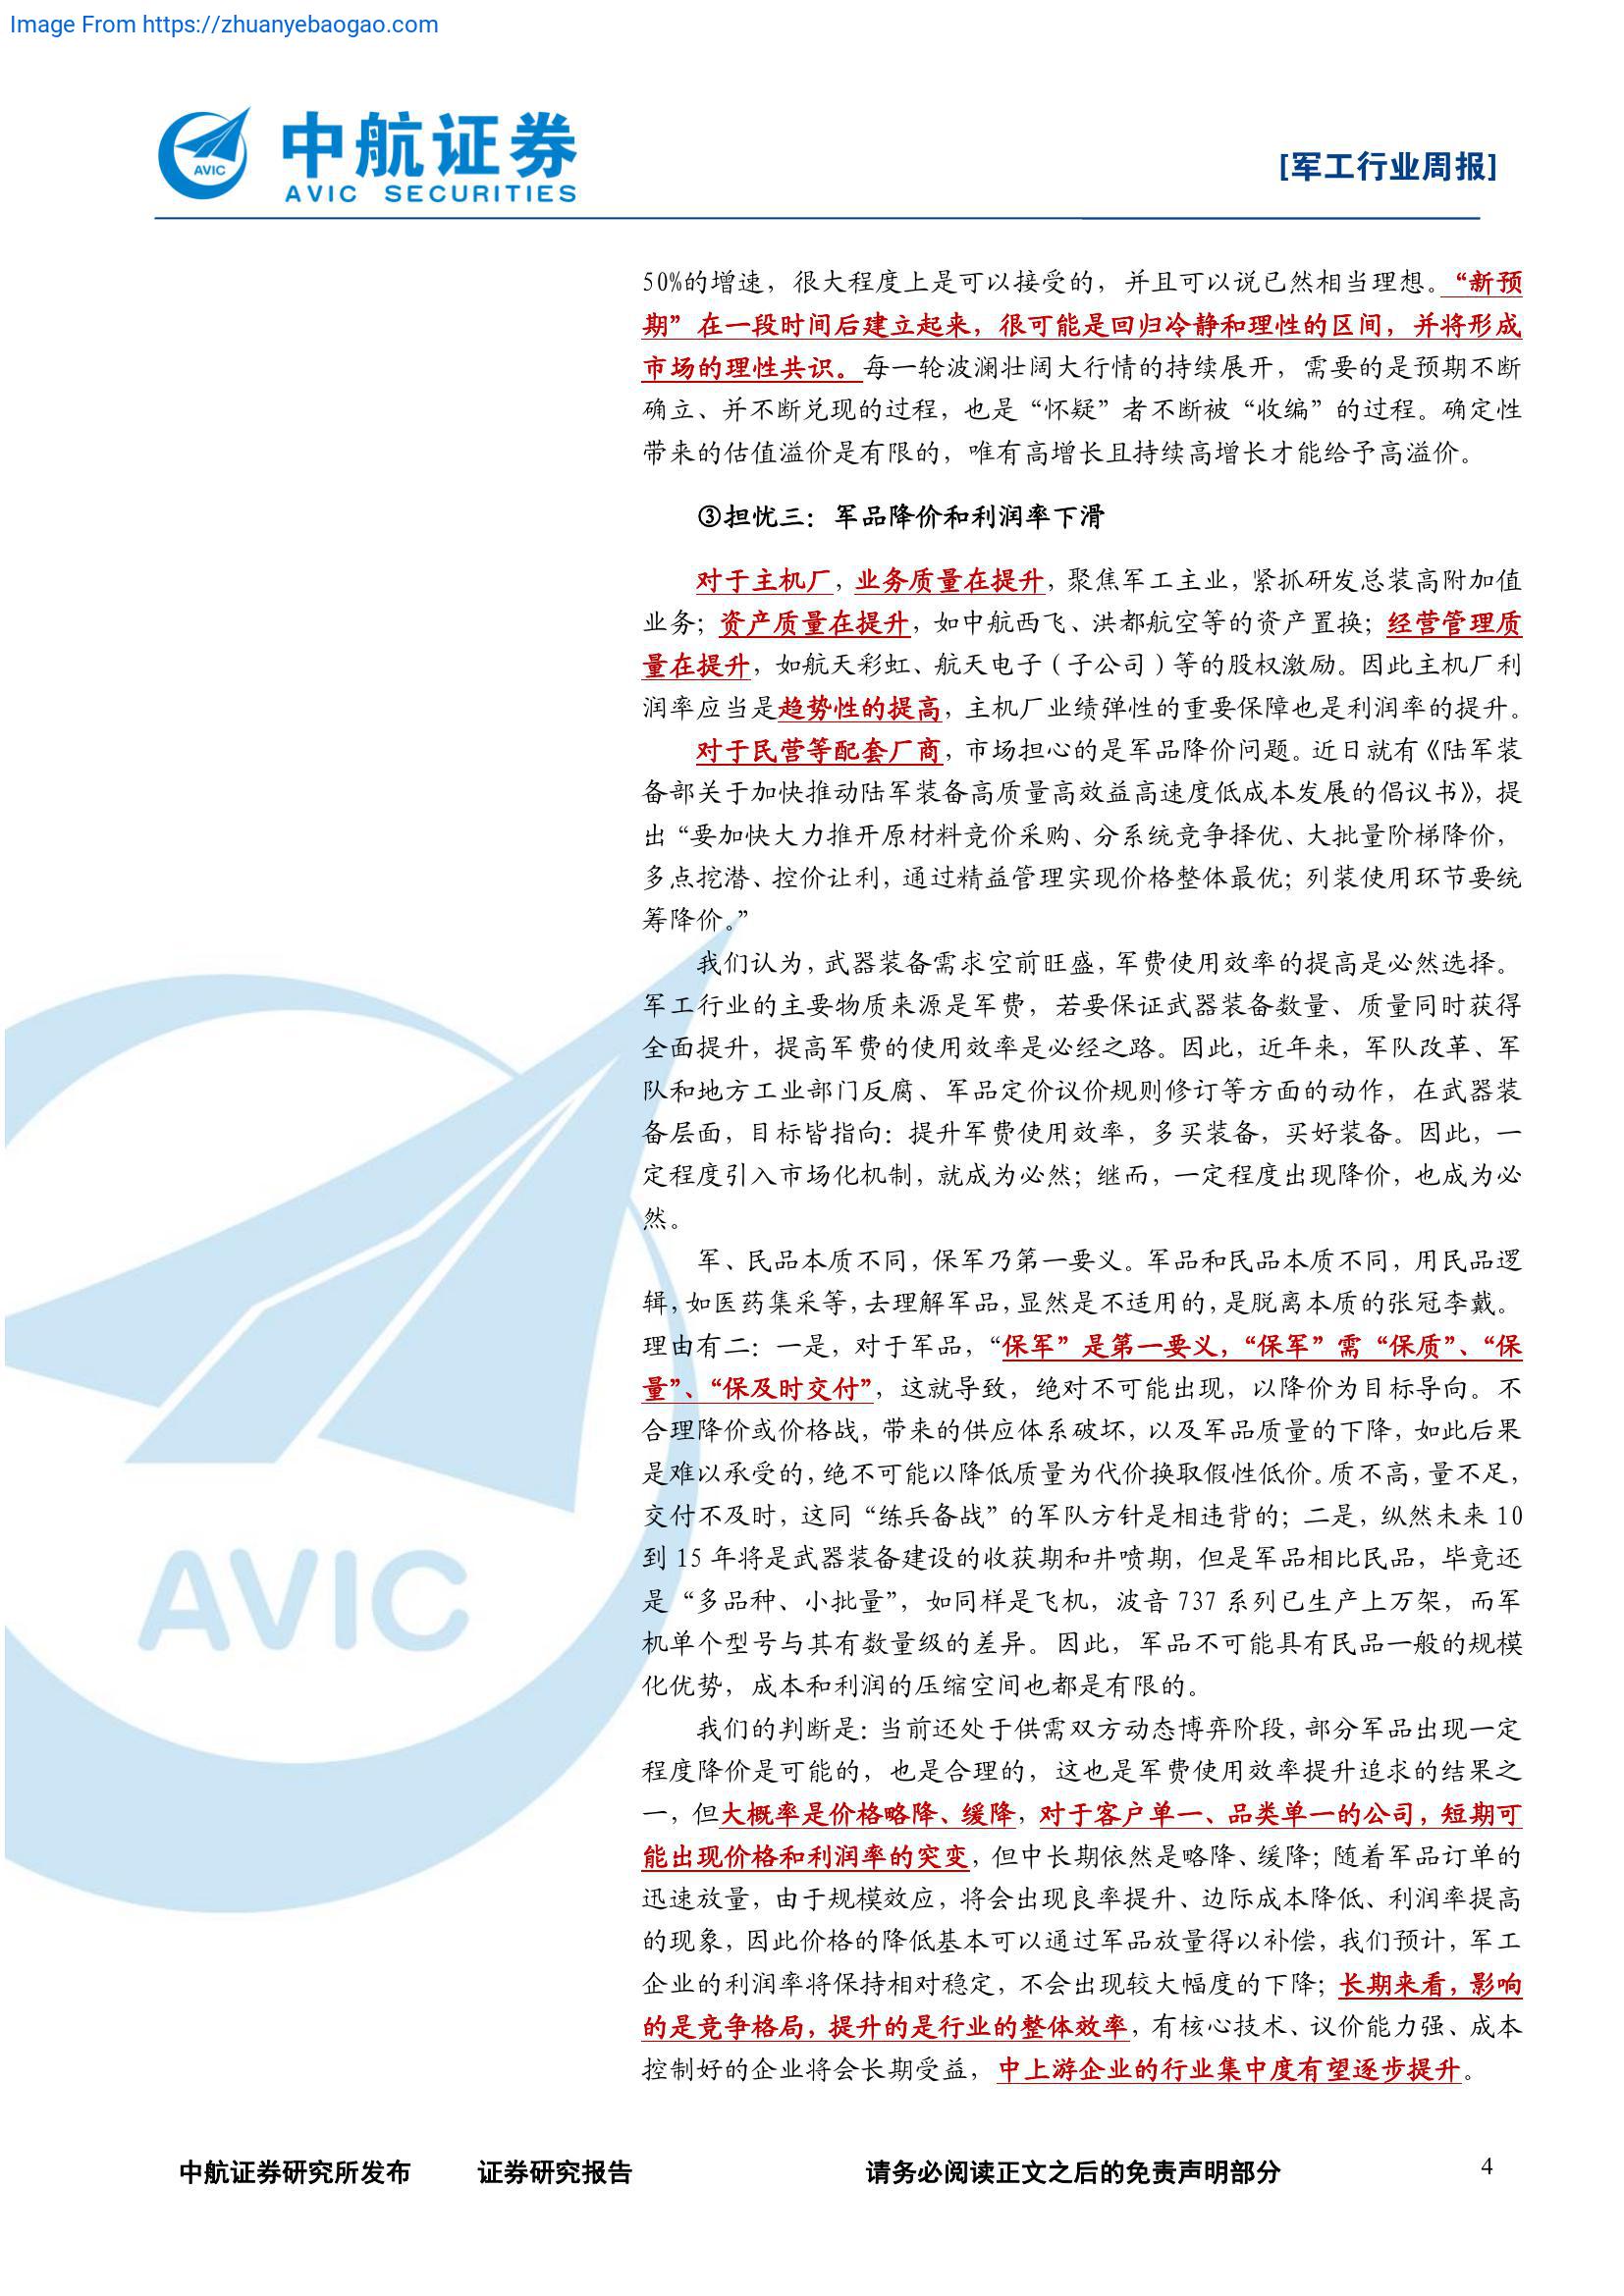 Image From https://zhuanyebaogao.com
AVIC
中航证券
AVIC SECURITIES
[军工行业周报]
50%的增速，很大程度上是可以接受的，并且可以说已然相当理想。“新预
期”在一段时间后建立起来，很可能是回归冷静和理性的区间，并将形成
市场的理性共识。每一轮波澜壮阔大行情的持续展开，需要的是预期不断
确立、并不断兑现的过程，也是“怀疑”者不断被“收编”的过程。确定性
带来的估值溢价是有限的，唯有高增长且持续高增长才能给予高溢价。
③担忧三：军品降价和利润率下滑
对于主机厂，业务质量在提升，聚焦军工主业，紧抓研发总装高附加值
业务；资产质量在提升，如中航西飞、洪都航空等的资产置换；经营管理质
量在提升，如航天彩虹、航天电子（子公司）等的股权激励。因此主机厂利
润率应当是趋势性的提高，主机厂业绩弹性的重要保障也是利润率的提升。
对于民营等配套厂商，市场担心的是军品降价问题。近日就有《陆军装
备部关于加快推动陆军装备高质量高效益高速度低成本发展的倡议书》，提
出“要加快大力推开原材料竞价采购、分系统竞争择优、大批量阶梯降价，
多点挖潜、控价让利，通过精益管理实现价格整体最优；列装使用环节要统
筹降价。”
我们认为，武器装备需求空前旺盛，军费使用效率的提高是必然选择。
军工行业的主要物质来源是军费，若要保证武器装备数量、质量同时获得
全面提升，提高军费的使用效率是必经之路。因此，近年来，军队改革、军
队和地方工业部门反腐、军品定价议价规则修订等方面的动作，在武器装
备层面，目标皆指向：提升军费使用效率，多买装备，买好装备。因此，一
定程度引入市场化机制，就成为必然；继而，一定程度出现降价，也成为必
然。
军、民品本质不同，保军乃第一要义。军品和民品本质不同，用民品逻
辑，如医药集采等，去理解军品，显然是不适用的，是脱离本质的张冠李戴。
理由有二：一是，对于军品，“保军”是第一要义，“保军”需“保质”、“保
量”、“保及时交付”，这就导致，绝对不可能出现，以降价为目标导向。不
合理降价或价格战，带来的供应体系破坏，以及军品质量的下降，如此后果
是难以承受的，绝不可能以降低质量为代价换取假性低价。质不高，量不足，
交付不及时，这同“练兵备战”的军队方针是相违背的；二是，纵然未来 10
到 15 年将是武器装备建设的收获期和井喷期，但是军品相比民品，毕竟还
是“多品种、小批量”，如同样是飞机，波音 737 系列已生产上万架，而军
机单个型号与其有数量级的差异。因此，军品不可能具有民品一般的规模
化优势，成本和利润的压缩空间也都是有限的。
我们的判断是：当前还处于供需双方动态博弈阶段，部分军品出现一定
程度降价是可能的，也是合理的，这也是军费使用效率提升追求的结果之
一，但大概率是价格略降、缓降，对于客户单一、品类单一的公司，短期可
能出现价格和利润率的突变，但中长期依然是略降、缓降；随着军品订单的
迅速放量，由于规模效应，将会出现良率提升、边际成本降低、利润率提高
的现象，因此价格的降低基本可以通过军品放量得以补偿，我们预计，军工
企业的利润率将保持相对稳定，不会出现较大幅度的下降；长期来看，影响
的是竞争格局，提升的是行业的整体效率，有核心技术、议价能力强、成本
控制好的企业将会长期受益，中上游企业的行业集中度有望逐步提升。
AVIC
中航证券研究所发布 证券研究报告 请务必阅读正文之后的免责声明部分 4